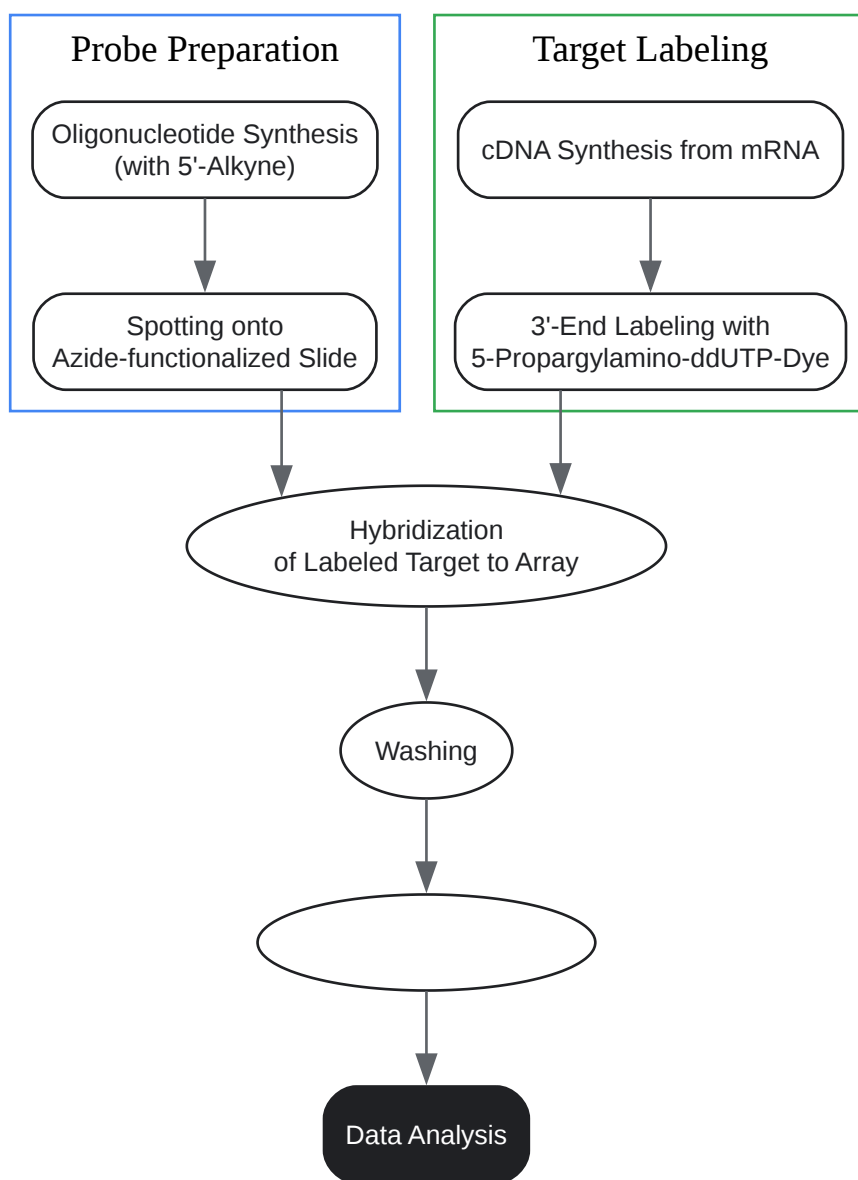 Probe Preparation
Oligonucleotide Synthesis
(with 5'-Alkyne)
Spotting onto
Azide-functionalized Slide
Target Labeling
cDNA Synthesis from mRNA
3'-End Labeling with
5-Propargylamino-ddUTP-Dye
Hybridization
of Labeled Target to Array
Washing
Data Analysis